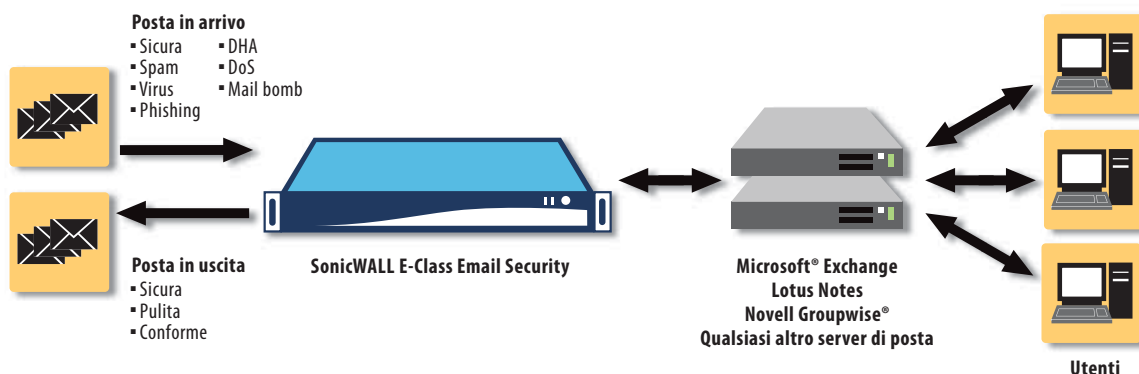 Posta in arrivo
▪ Sicura
▪ Spam
▪ Virus
▪ Phishing
▪ DHA
▪ DoS
▪ Mail bomb
Posta in uscita
▪ Sicura
▪ Pulita
▪ Conforme
SonicWALL E-Class Email Security
Microsoft® Exchange
Lotus Notes
Novell Groupwise®
Qualsiasi altro server di posta
Utenti